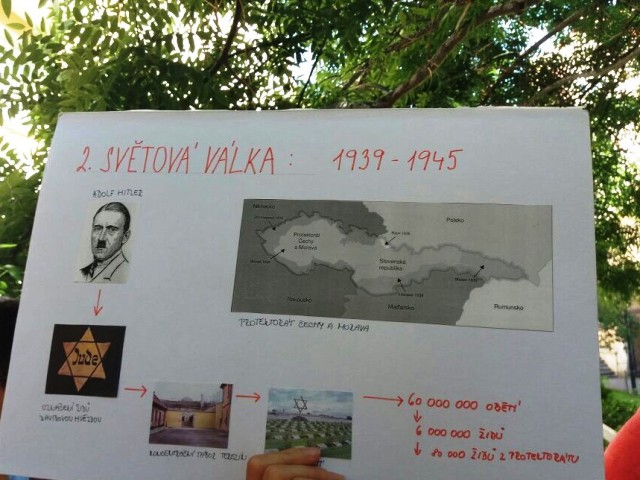 2. SVĚTOVÁ VÁLKA: 1939-1945
ADOLF HITLER
Polsko
Protektorát
Čechy
a Morava
Slovenská
republika
Maďarsko
Rumunsko
PROTEKTORÁT ČECHY A MORAVA
Jude
OZNAČENÍ ŽIDŮ
HVĚZDOU
KONCENTRAČNÍ TÁBOR TEREZÍN
60 000 000 OBĚTÍ
6 000 000 ŽIDŮ
80 000 ŽIDŮ Z PROTEKTORÁTU